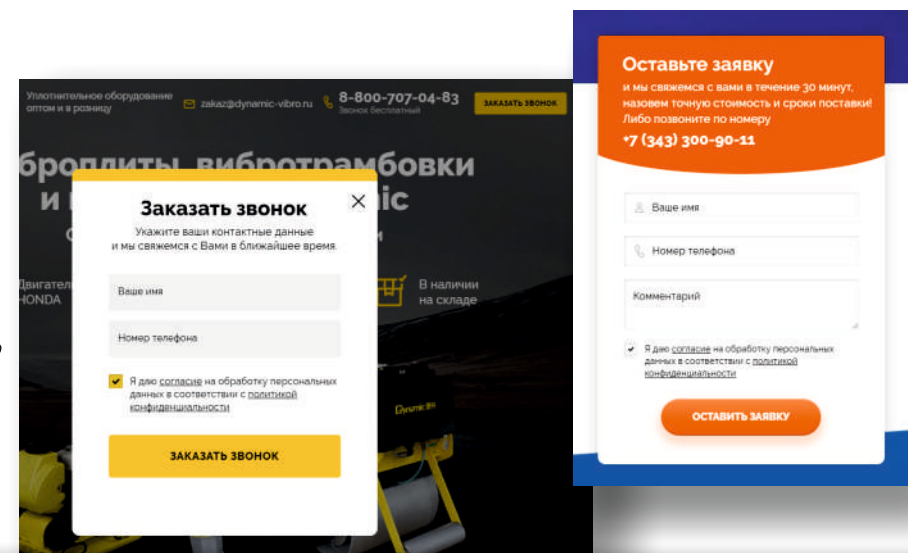 Уплотнительное оборудование
оптом и в розницу
zakaz@dynamic-vibro.ru
8-800-707-04-83
Звонок бесплатный
ЗАКАЗАТЬ ЗВОНОК
броплиты, вибротрамбовки
и
ic
Двигател
HONDA
В наличии
на складе
Заказать звонок
Укажите ваши контактные данные
и мы свяжемся с Вами в ближайшее время.
Ваше имя
Номер телефона
Я даю согласие на обработку персональных
данных в соответствии с политикой
конфиденциальности
ЗАКАЗАТЬ ЗВОНОК
Dynamic
Оставьте заявку
и мы свяжемся с вами в течение 30 минут,
назовем точную стоимость и сроки поставки!
Либо позвоните по номеру
+7 (343) 300-90-11
Ваше имя
Номер телефона
Комментарий
Я даю согласие на обработку персональных
данных в соответствии с политикой
конфиденциальности
ОСТАВИТЬ ЗАЯВКУ